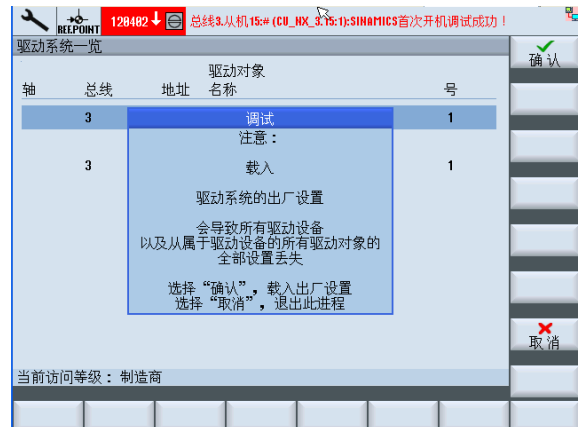 REF.POINT
120402 总线3.从机15:#(CU_NX_3.15:1):SINAMICS首次开机调试成功!
驱动系统一览
确认
驱动对象
轴 总线 地址 名称 号
3 调试 1
注意:
3 载入 1
驱动系统的出厂设置
会导致所有驱动设备
以及从属于驱动设备的所有驱动对象的
全部设置丢失
选择“确认”,载入出厂设置
选择“取消”,退出此进程
取消
当前访问等级:制造商